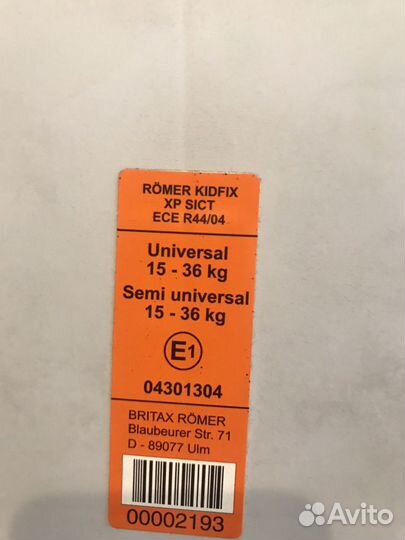 RÖMER KIDFIX
XP SICT
ECE R44/04
Universal
15 - 36 kg
Semi universal
15 - 36 kg
E1
04301304
BRITAX RÖMER
Blaubeurer Str. 71
D - 89077 Ulm
00002193
Avito